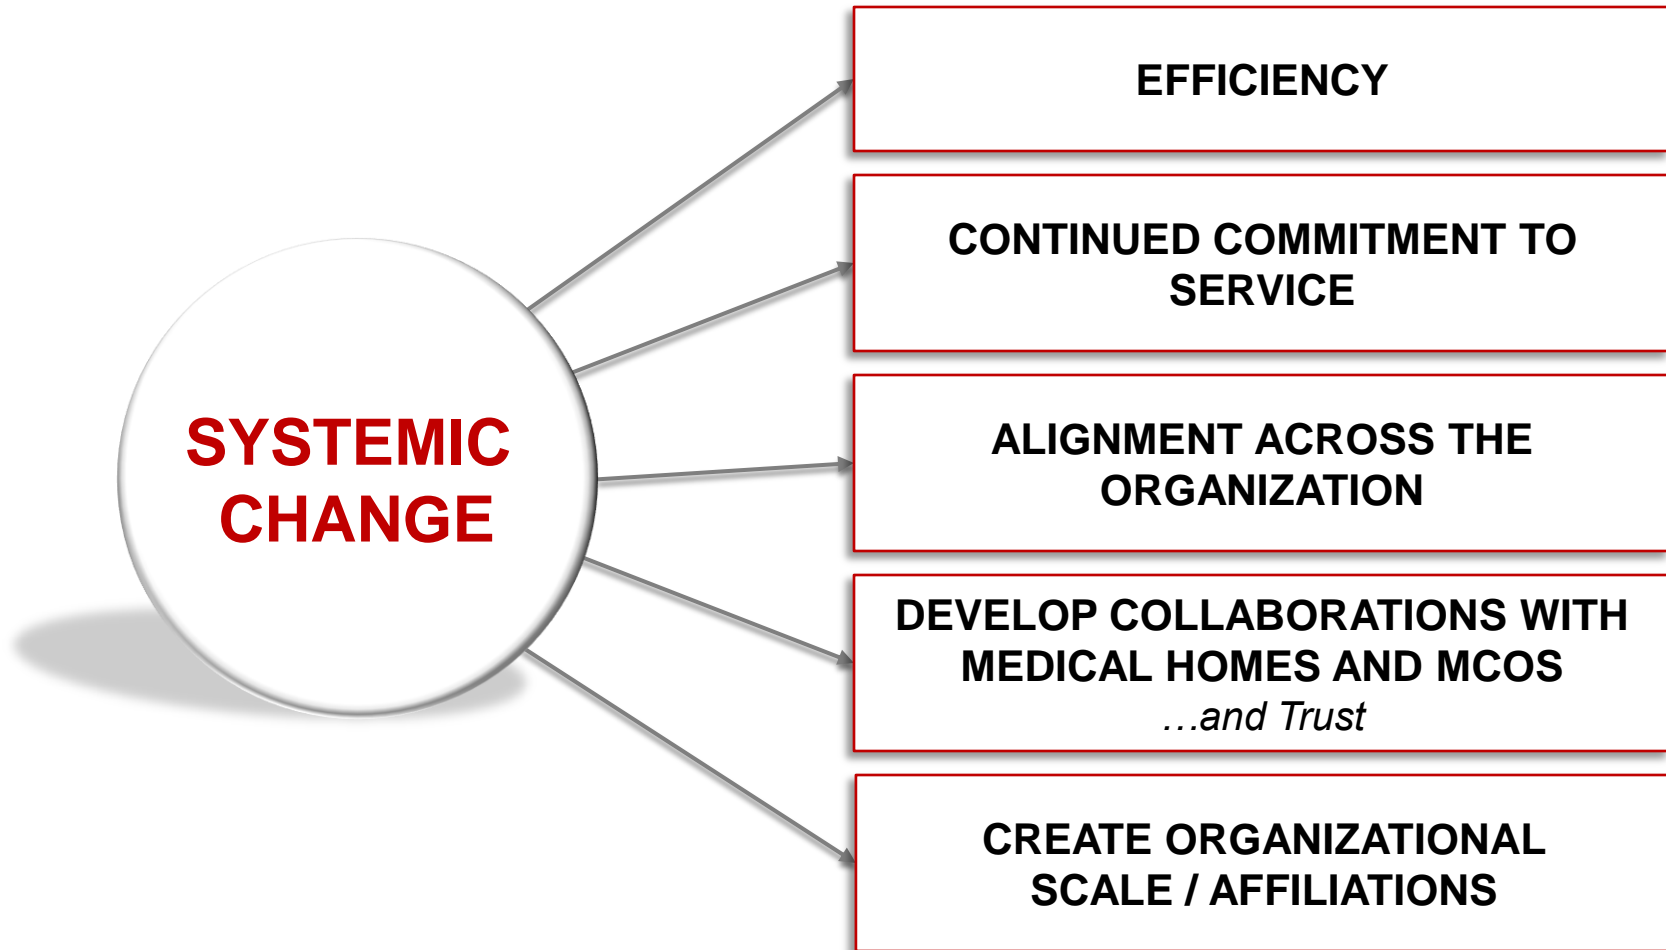 SYSTEMIC
CHANGE
EFFICIENCY
CONTINUED COMMITMENT TO
SERVICE
ALIGNMENT ACROSS THE
ORGANIZATION
DEVELOP COLLABORATIONS WITH
MEDICAL HOMES AND MCOS
…and Trust
CREATE ORGANIZATIONAL
SCALE / AFFILIATIONS